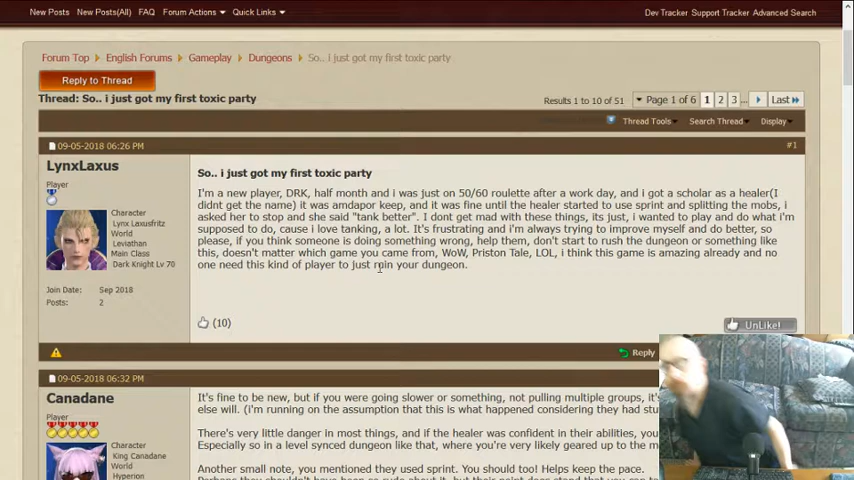 New Posts New Posts(All) FAQ Forum Actions Quick Links Dev Tracker Support Tracker Advanced Search
Forum Top English Forums Gameplay Dungeons So.. i just got my first toxic party
Reply to Thread
Thread: So.. i just got my first toxic party Results 1 to 10 of 51 Page 1 of 6 1 2 3 ... Last
Thread Tools Search Thread Display
09-05-2018 06:26 PM #1
LynxLaxus
Player
Character
Lynx Laxusfritz
World
Leviathan
Main Class
Dark Knight Lv 70
Join Date: Sep 2018
Posts: 2
So.. i just got my first toxic party
I'm a new player, DRK, half month and i was just on 50/60 roulette after a work day, and i got a scholar as a healer(I
didnt get the name) it was amdapor keep, and it was fine until the healer started to use sprint and splitting the mobs, i
asked her to stop and she said "tank better". I dont get mad with these things, its just, i wanted to play and do what i'm
supposed to do, cause i love tanking, a lot. It's frustrating and i'm always trying to improve myself and do better, so
please, if you think someone is doing something wrong, help them, don't start to rush the dungeon or something like
this, doesn't matter which game you came from, WoW, Priston Tale, LOL, i think this game is amazing already and no
one need this kind of player to just ruin your dungeon.
(10) UnLike!
Reply
09-05-2018 06:32 PM
Canadane
Player
Character
King Canadane
World
Hyperion
It's fine to be new, but if you were going slower or something, not pulling multiple groups, it's
else will. (i'm running on the assumption that this is what happened considering they had stu
There's very little danger in most things, and if the healer was confident in their abilities, you
Especially so in a level synced dungeon like that, where you're very likely geared up to the m
Another small note, you mentioned they used sprint. You should too! Helps keep the pace.
Perhaps they shouldn't have been so rude about it, but their point does stand that you